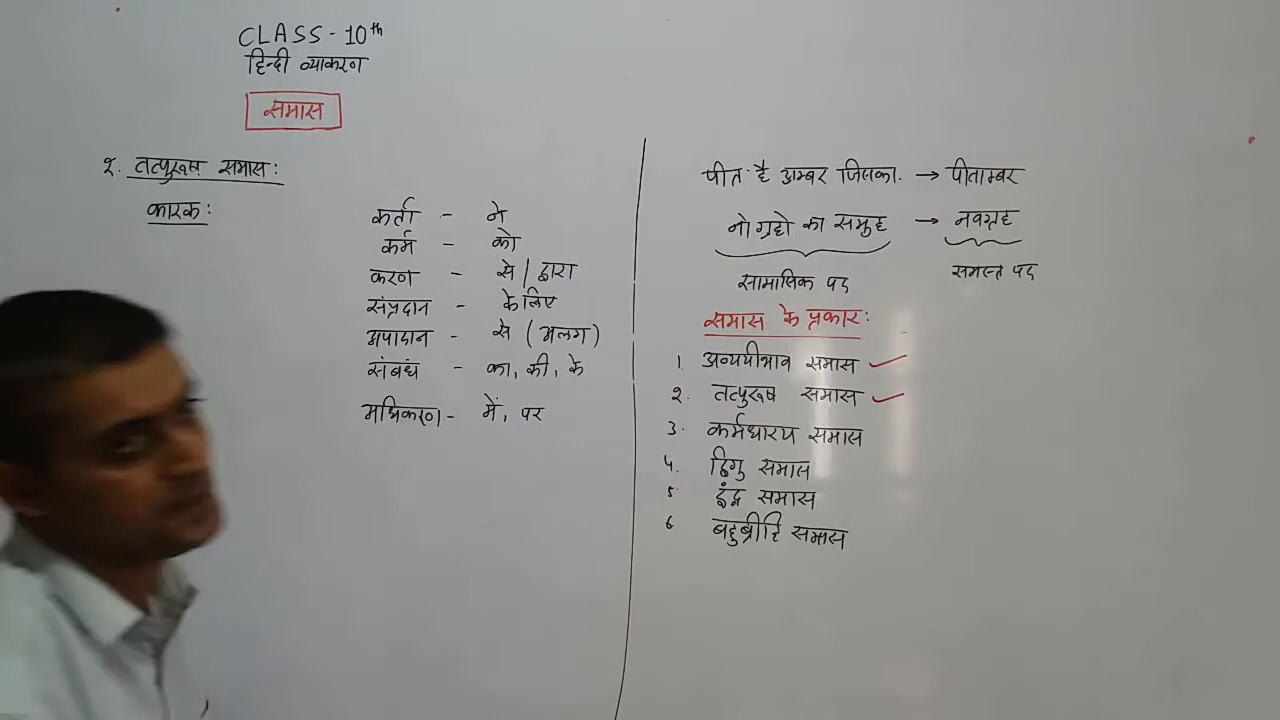 CLASS - 10th
हिन्दी व्याकरण
समास
२. तत्पुरूष समास:
कारक:
कर्ता - ने
कर्म - को
करण - से / द्वारा
संप्रदान - के लिए
अपादान - से (अलग)
संबंध - का, की, के
अधिकरण - में, पर
पीत है अम्बर जिसका. → पीताम्बर
नो ग्रहो का समुह → नवग्रह
सामासिक पद
समस्त पद
समास के प्रकार:
1. अव्ययीभाव समास ✓
२. तत्पुरूष समास ✓
3. कर्मधारय समास
4. द्विगु समास
5 द्वंद्व समास
6 बहुब्रीहि समास